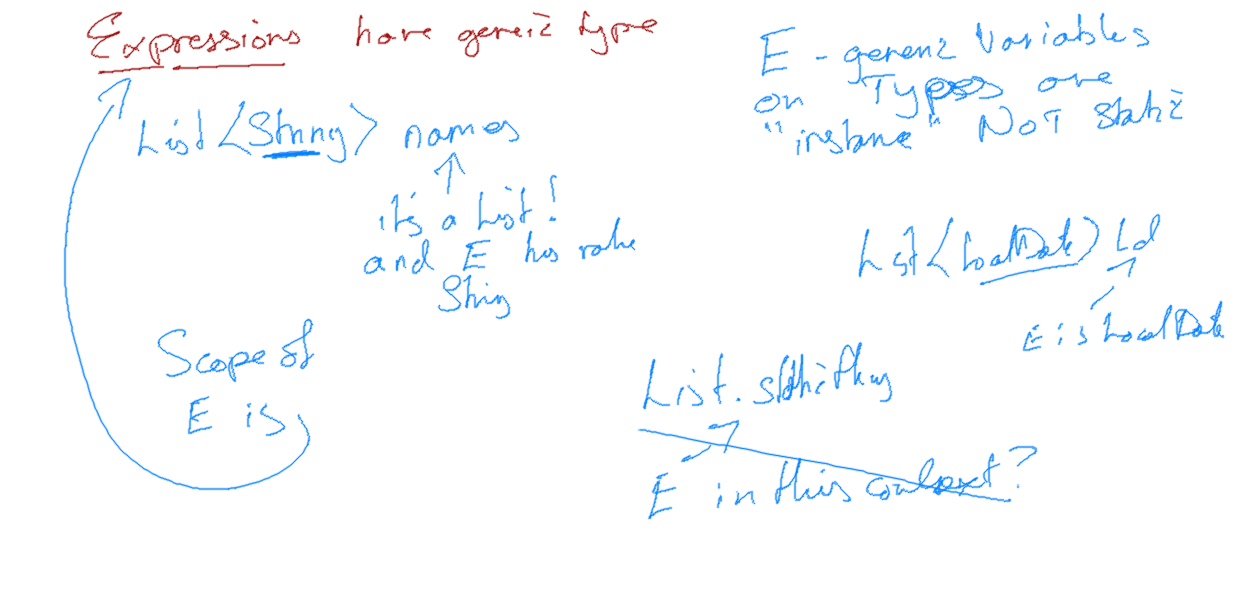 Expressions have generic type
List <String> names
it's a List!
and E has value
String
Scope of
E is
E - generic Variables
on Types are
"instance" NOT static
List <LocalDate> Ld
E is LocalDate
List. staticThing
E in this context?